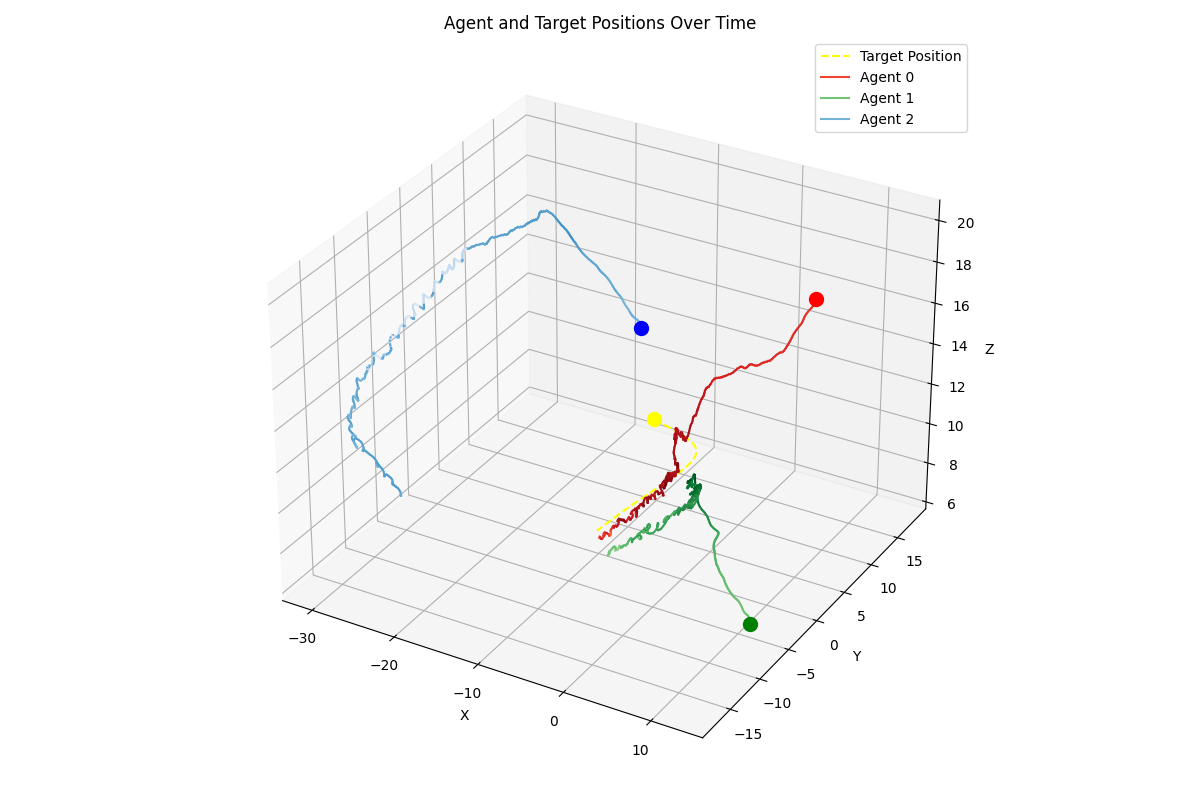 Agent and Target Positions Over Time
Target Position
Agent 0
Agent 1
Agent 2
20
18
16
14
12
10
8
6
Z
15
10
5
0
−5
−10
−15
Y
−30
−20
−10
0
10
X